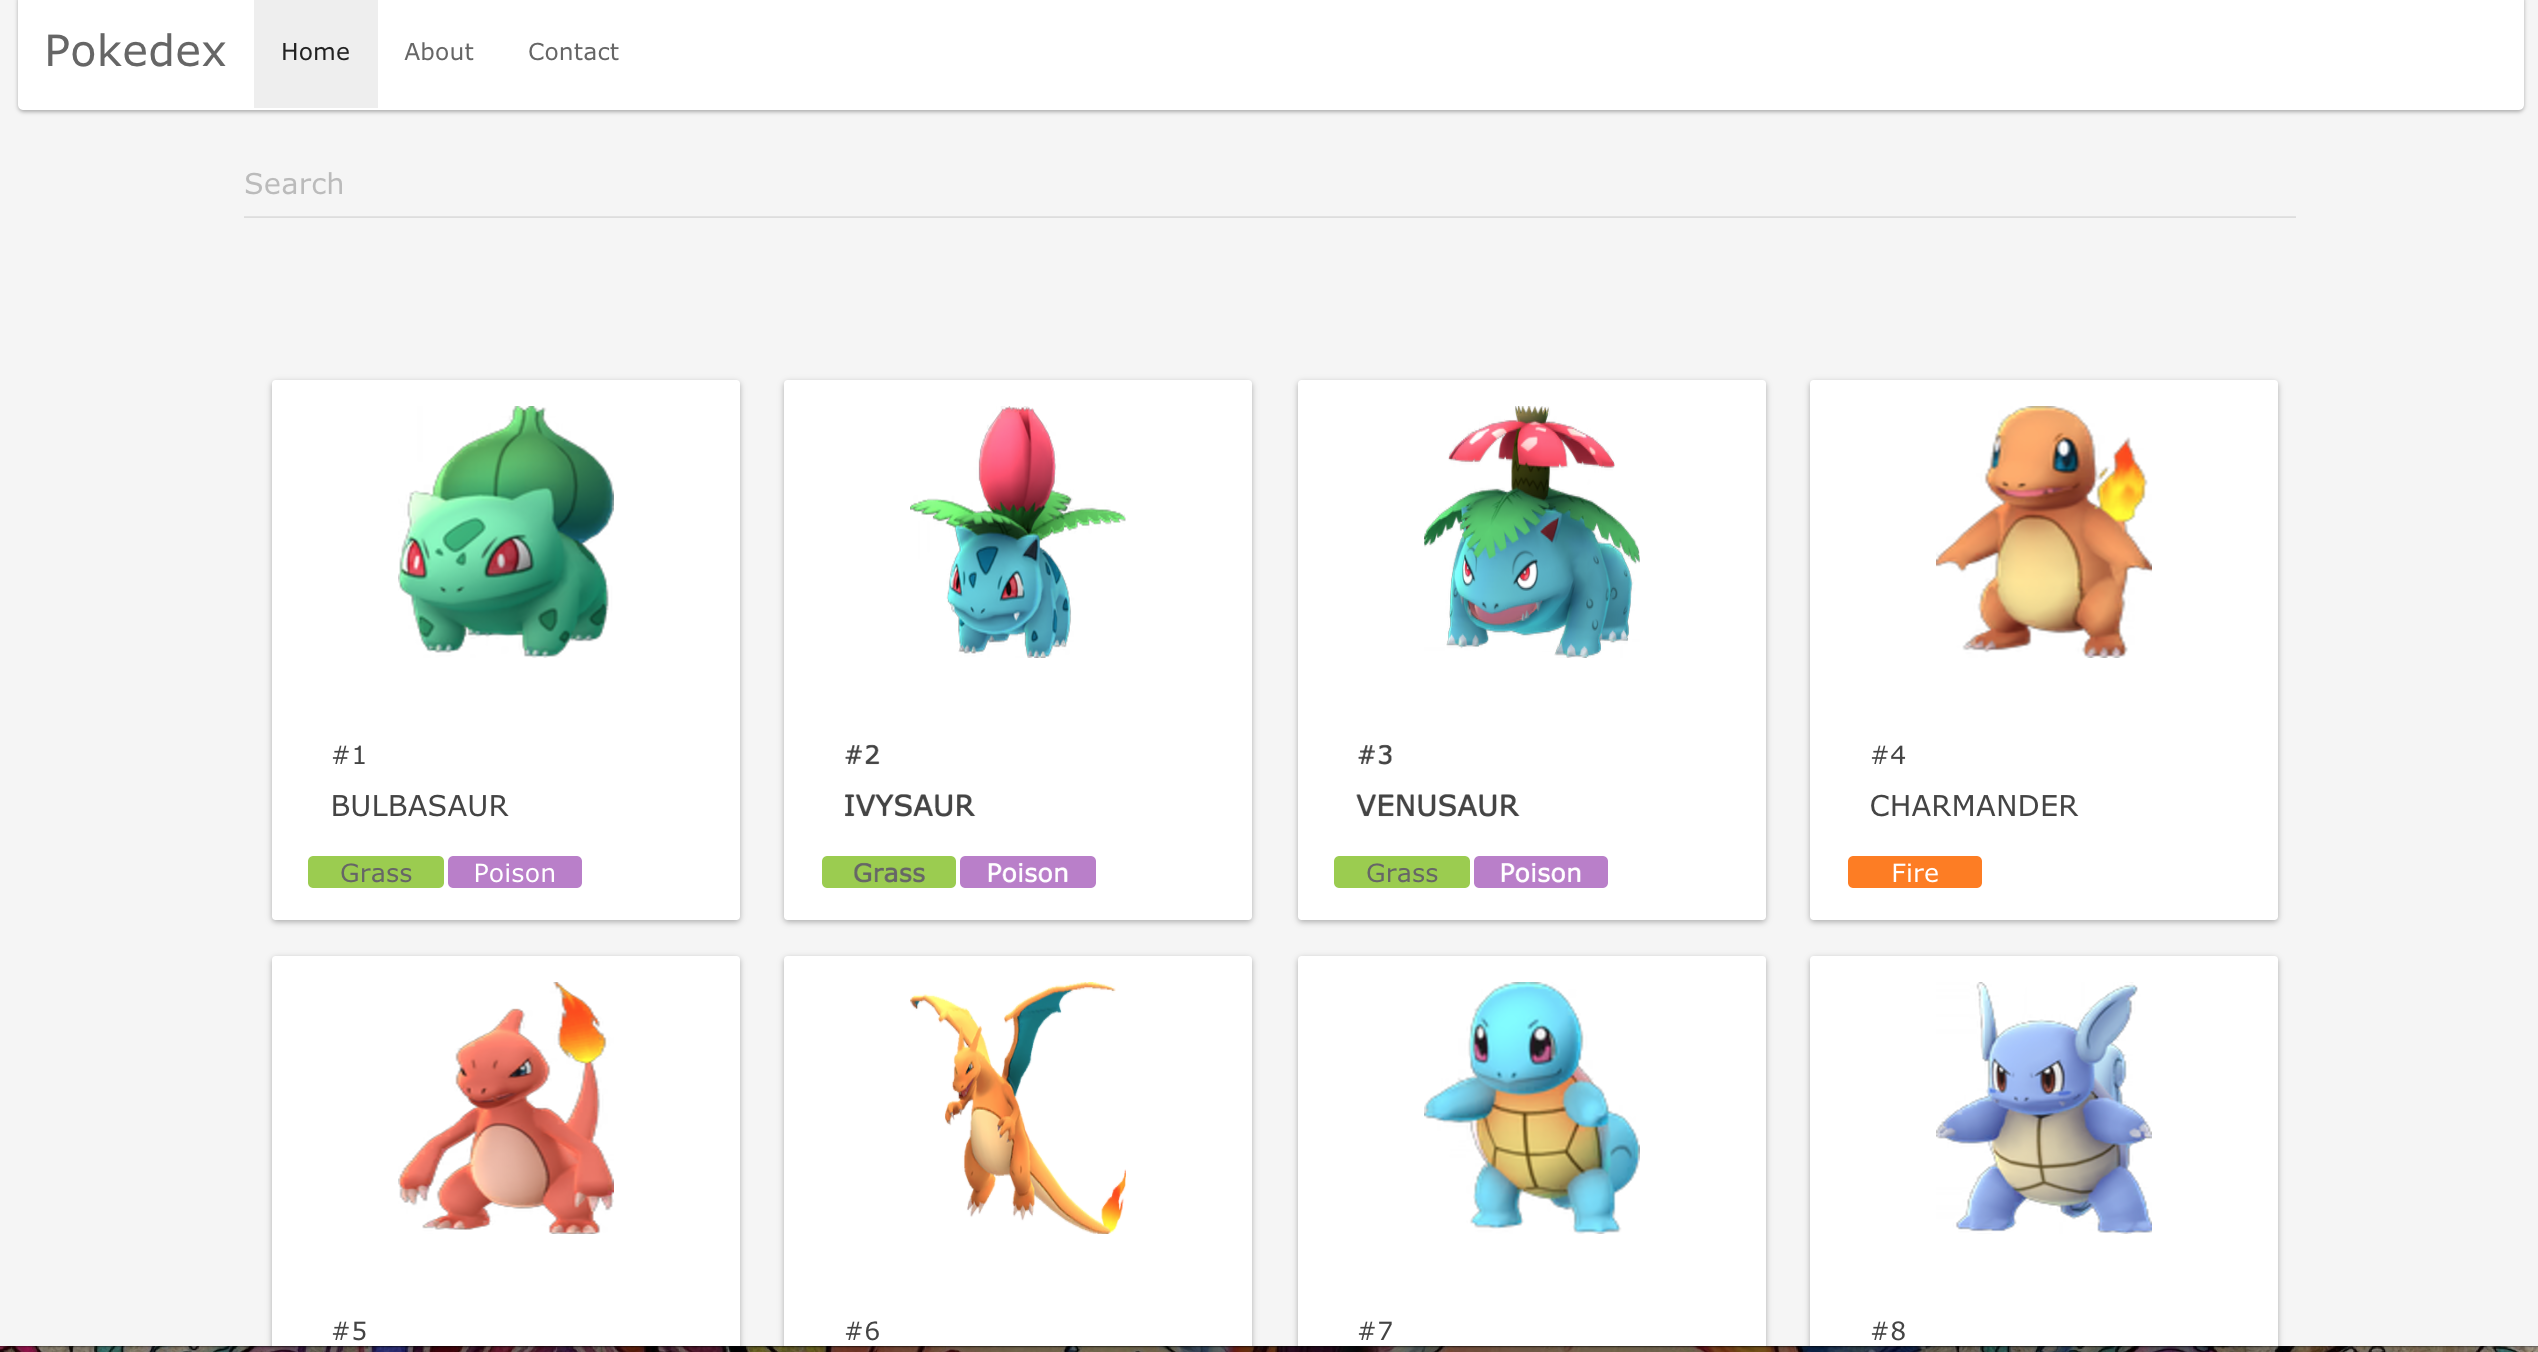 Pokedex Home About Contact
Search
#1 #2 #3 #4
BULBASAUR IVYSAUR VENUSAUR CHARMANDER
Grass Poison Grass Poison Grass Poison Fire
#5 #6 #7 #8